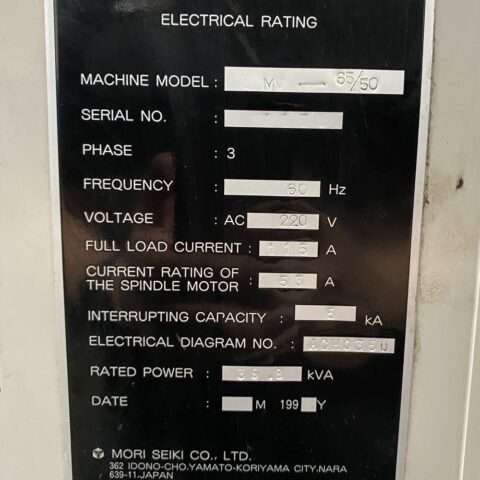 ELECTRICAL RATING
MACHINE MODEL : M — 65/50
SERIAL NO. :
PHASE : 3
FREQUENCY : 60 Hz
VOLTAGE : AC 220 V
FULL LOAD CURRENT : A
CURRENT RATING OF
THE SPINDLE MOTOR : A
INTERRUPTING CAPACITY : 5 kA
ELECTRICAL DIAGRAM NO. :
RATED POWER : kVA
DATE : M 199 Y
MORI SEIKI CO., LTD.
362 IDONO-CHO,YAMATO-KORIYAMA CITY,NARA
639-11,JAPAN